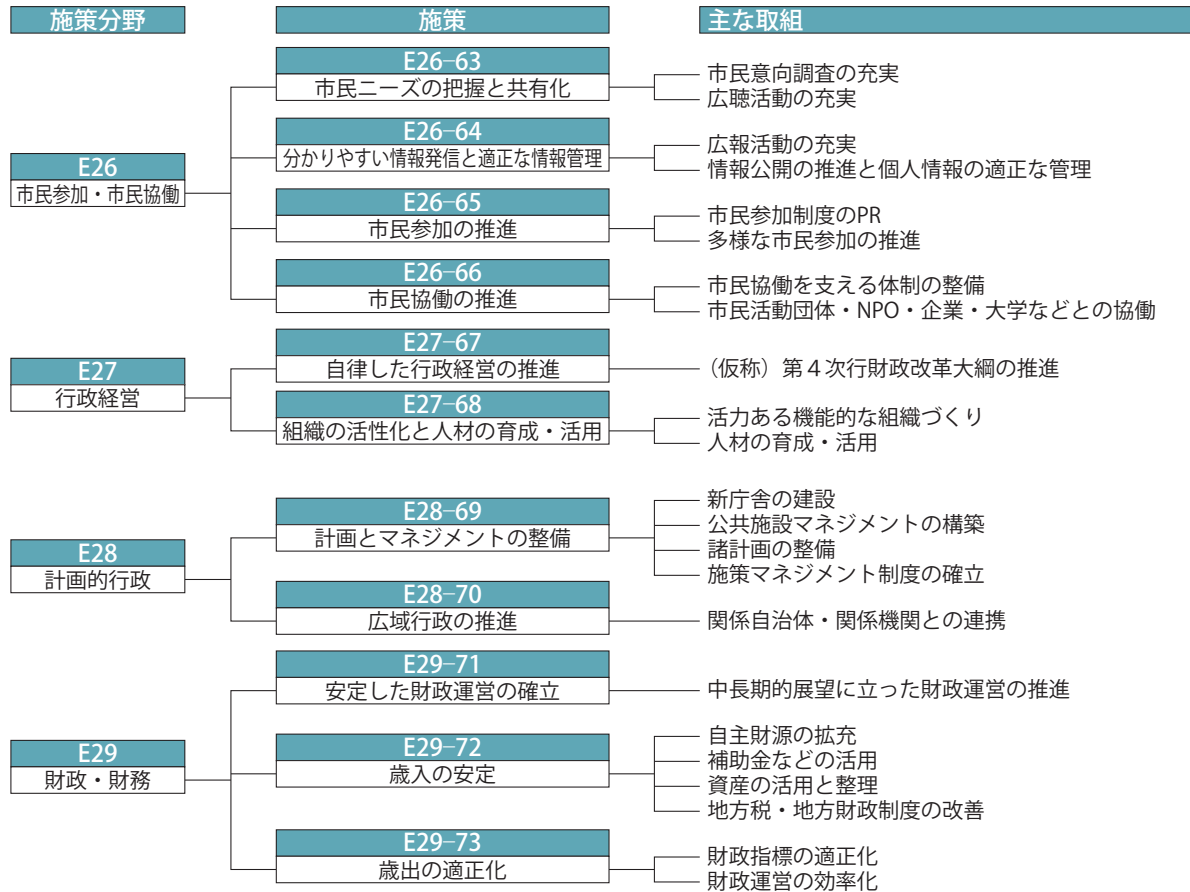 施策分野
施策
主な取組
E26
市民参加・市民協働
E26-63
市民ニーズの把握と共有化
市民意向調査の充実
広聴活動の充実
E26-64
分かりやすい情報発信と適正な情報管理
広報活動の充実
情報公開の推進と個人情報の適正な管理
E26-65
市民参加の推進
市民参加制度のPR
多様な市民参加の推進
E26-66
市民協働の推進
市民協働を支える体制の整備
市民活動団体・NPO・企業・大学などとの協働
E27
行政経営
E27-67
自律した行政経営の推進
（仮称）第４次行財政改革大綱の推進
E27-68
組織の活性化と人材の育成・活用
活力ある機能的な組織づくり
人材の育成・活用
E28
計画的行政
E28-69
計画とマネジメントの整備
新庁舎の建設
公共施設マネジメントの構築
諸計画の整備
施策マネジメント制度の確立
E28-70
広域行政の推進
関係自治体・関係機関との連携
E29
財政・財務
E29-71
安定した財政運営の確立
中長期的展望に立った財政運営の推進
E29-72
歳入の安定
自主財源の拡充
補助金などの活用
資産の活用と整理
地方税・地方財政制度の改善
E29-73
歳出の適正化
財政指標の適正化
財政運営の効率化